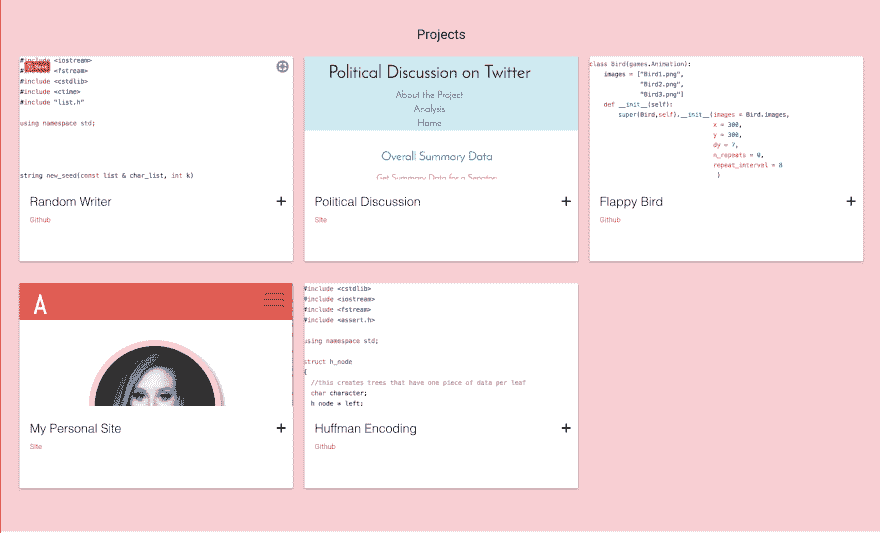 Projects
#include <iostream>
#include <fstream>
#include <cstdlib>
#include <ctime>
#include "list.h"
using namespace std;
string new_seed(const list & char_list, int k)
Random Writer
Github
Political Discussion on Twitter
About the Project
Analysis
Home
Overall Summary Data
Get Summary Data for a Senator
Political Discussion
Site
class Bird(games.Animation):
images = ["Bird1.png",
"Bird2.png",
"Bird3.png"]
def __init__(self):
super(Bird,self).__init__(images = Bird.images,
x = 300,
y = 300,
dy = 7,
n_repeats = 0,
repeat_interval = 8
)
Flappy Bird
Github
A
My Personal Site
Site
#include <cstdlib>
#include <iostream>
#include <fstream>
#include <assert.h>
using namespace std;
struct h_node
{
//this creates trees that have one piece of data per leaf
char character;
h_node * left;
Huffman Encoding
Github